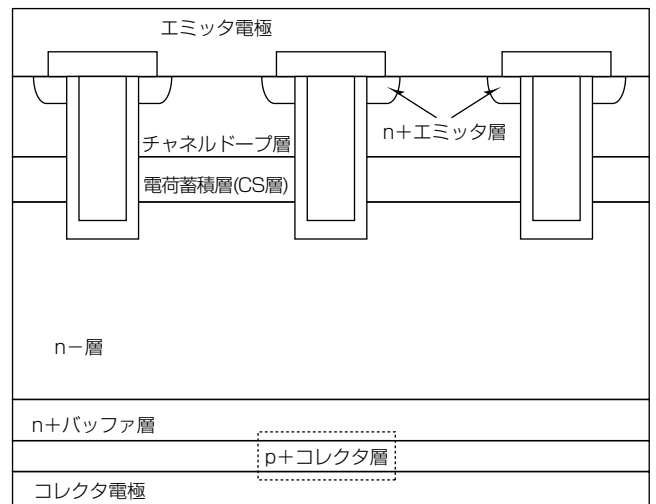 エミッタ電極
n+エミッタ層
チャネルドープ層
電荷蓄積層(CS層)
n－層
n+バッファ層
p+コレクタ層
コレクタ電極